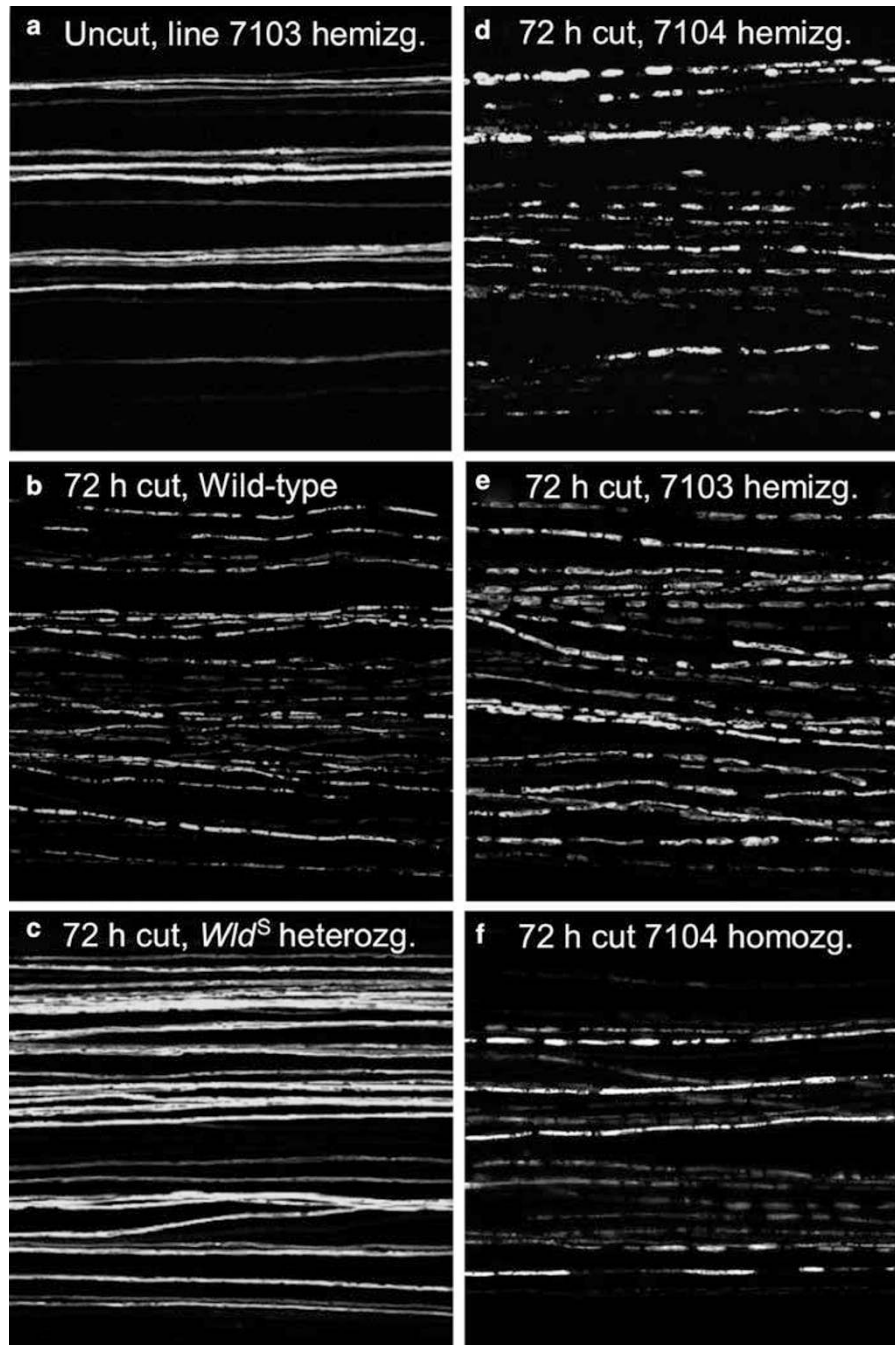 a Uncut, line 7103 hemizg.
b 72 h cut, Wild-type
c 72 h cut, Wldˢ heterozg.
d 72 h cut, 7104 hemizg.
e 72 h cut, 7103 hemizg.
f 72 h cut 7104 homozg.